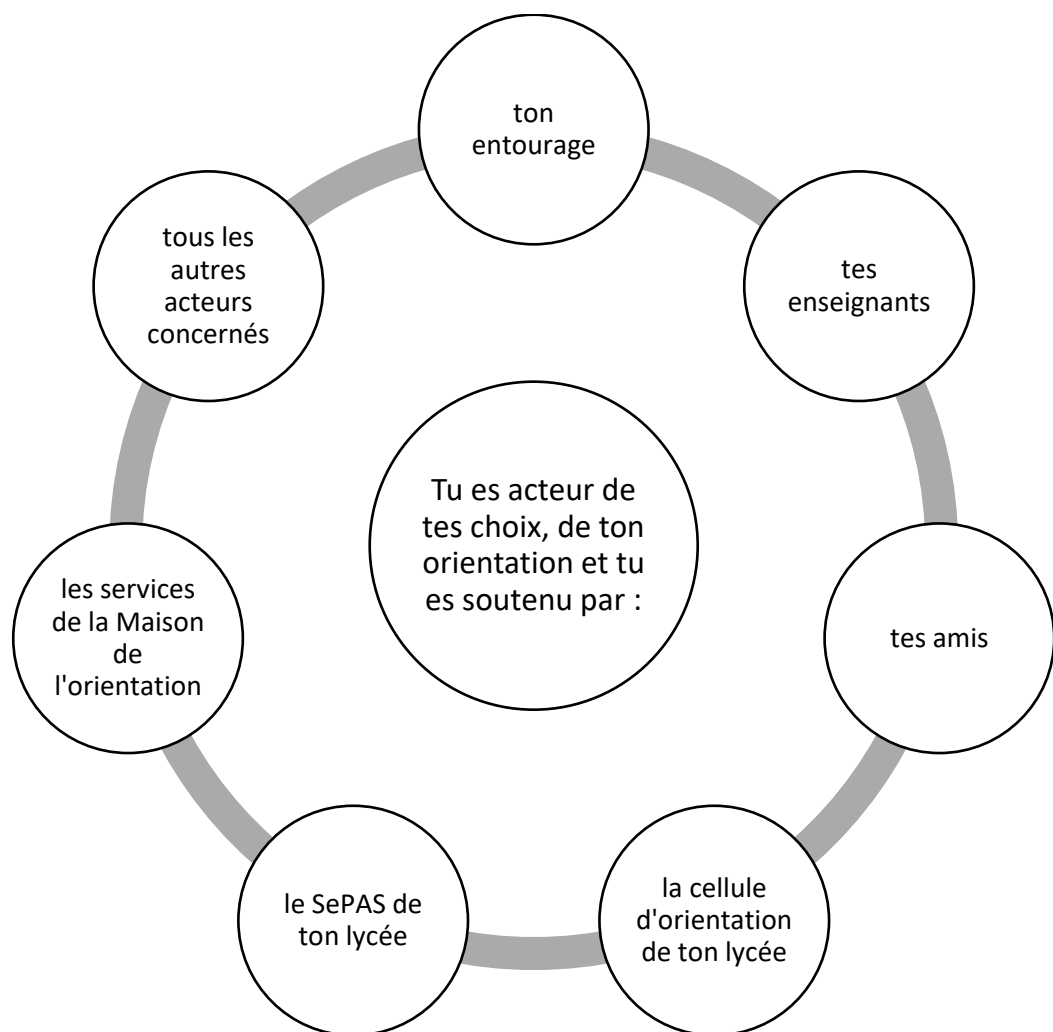 Tu es acteur de
tes choix, de ton
orientation et tu
es soutenu par :
ton
entourage
tes
enseignants
tes amis
la cellule
d'orientation
de ton lycée
le SePAS de
ton lycée
les services
de la Maison
de
l'orientation
tous les
autres
acteurs
concernés